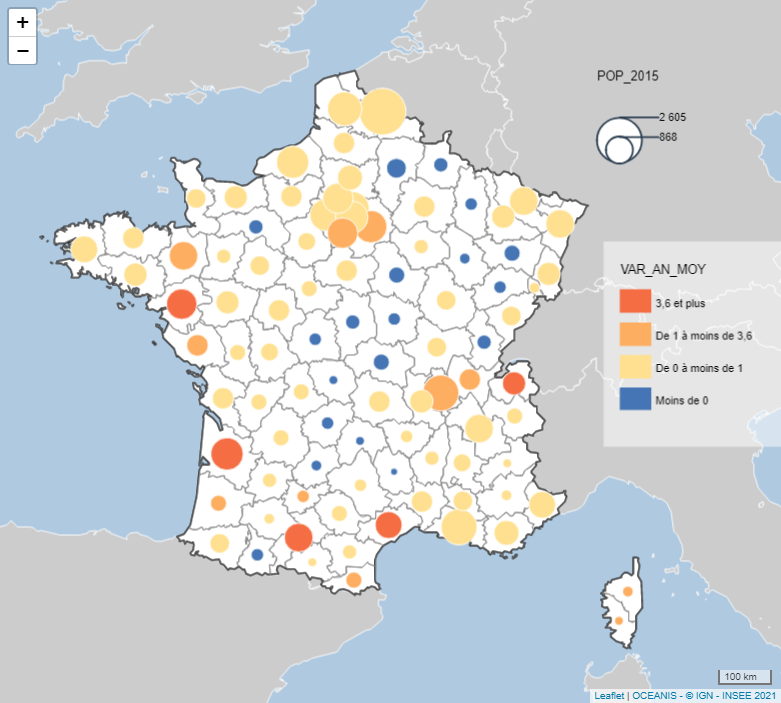 +
−
POP_2015
2 605
868
VAR_AN_MOY
3,6 et plus
De 1 à moins de 3,6
De 0 à moins de 1
Moins de 0
100 km
Leaflet | OCEANIS - © IGN - INSEE 2021